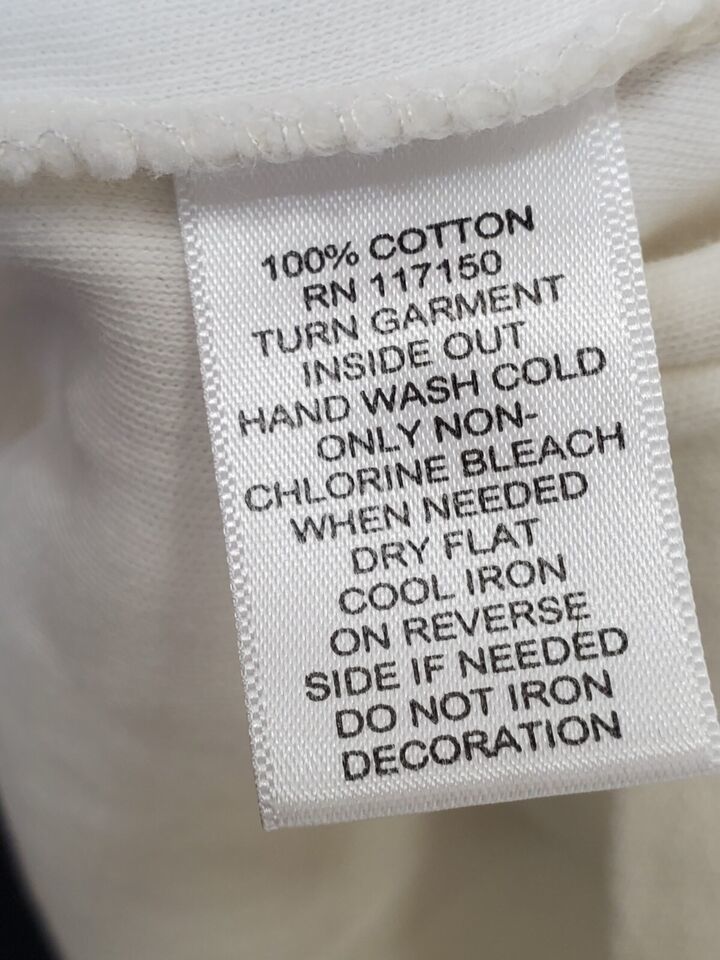 100% COTTON
RN 117150
TURN GARMENT
INSIDE OUT
HAND WASH COLD
ONLY NON-
CHLORINE BLEACH
WHEN NEEDED
DRY FLAT
COOL IRON
ON REVERSE
SIDE IF NEEDED
DO NOT IRON
DECORATION